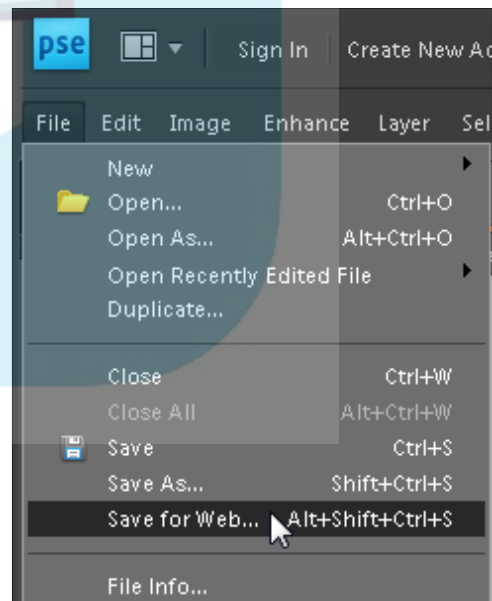 pse Sign In Create New Ac
File Edit Image Enhance Layer Sel
New
Open... Ctrl+O
Open As... Alt+Ctrl+O
Open Recently Edited File
Duplicate...
Close Ctrl+W
Close All Alt+Ctrl+W
Save Ctrl+S
Save As... Shift+Ctrl+S
Save for Web... Alt+Shift+Ctrl+S
File Info...